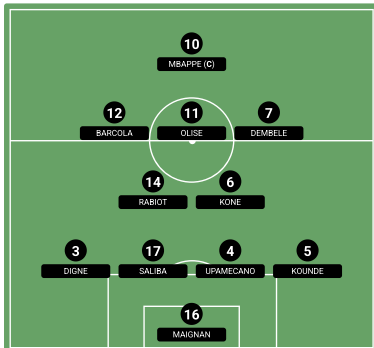 10
MBAPPE (C)
12 11 7
BARCOLA OLISE DEMBELE
14 6
RABIOT KONE
3 17 4 5
DIGNE SALIBA UPAMECANO KOUNDE
16
MAIGNAN